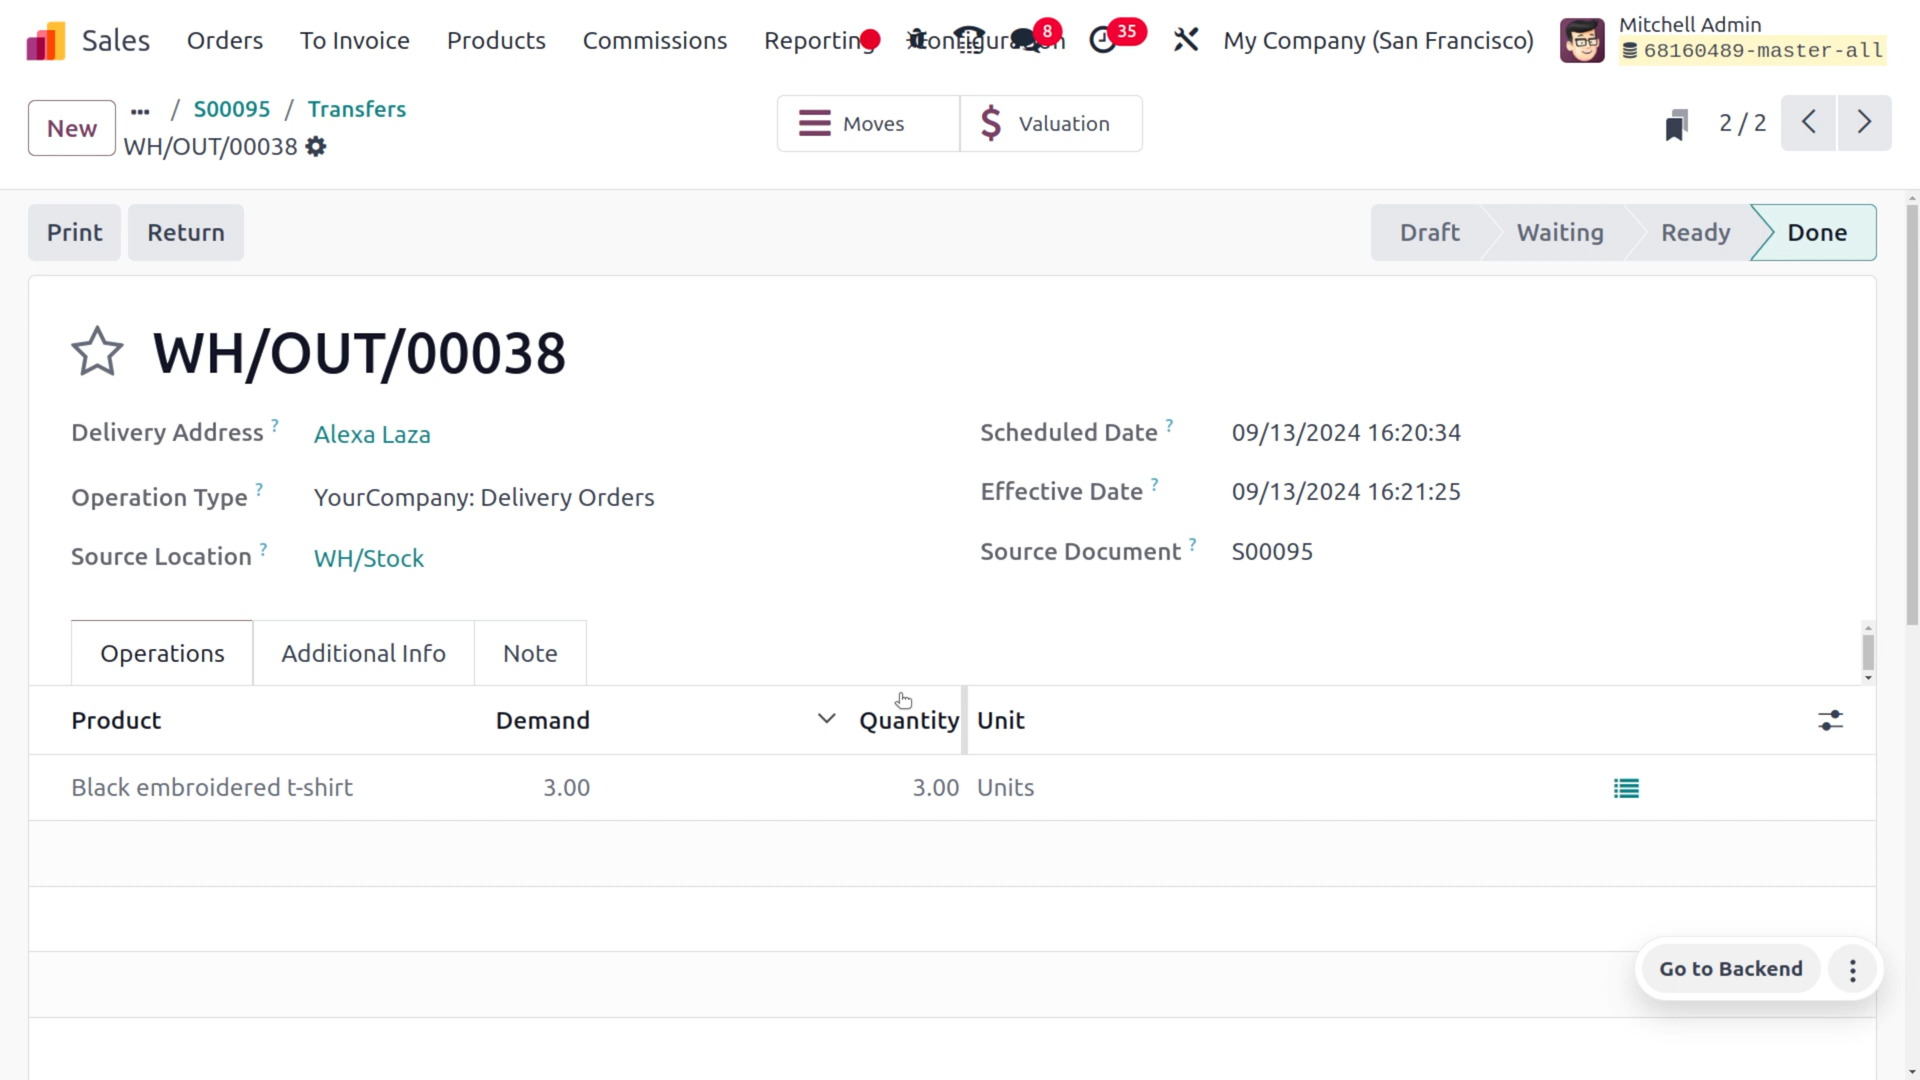 Sales Orders To Invoice Products Commissions Reporting Configuration 8 35 My Company (San Francisco) Mitchell Admin
68160489-master-all
New ... / S00095 / Transfers
WH/OUT/00038
Moves Valuation 2 / 2
Print Return Draft Waiting Ready Done
WH/OUT/00038
Delivery Address ? Alexa Laza Scheduled Date ? 09/13/2024 16:20:34
Operation Type ? YourCompany: Delivery Orders Effective Date ? 09/13/2024 16:21:25
Source Location ? WH/Stock Source Document ? S00095
Operations Additional Info Note
Product Demand Quantity Unit
Black embroidered t-shirt 3.00 3.00 Units
Go to Backend